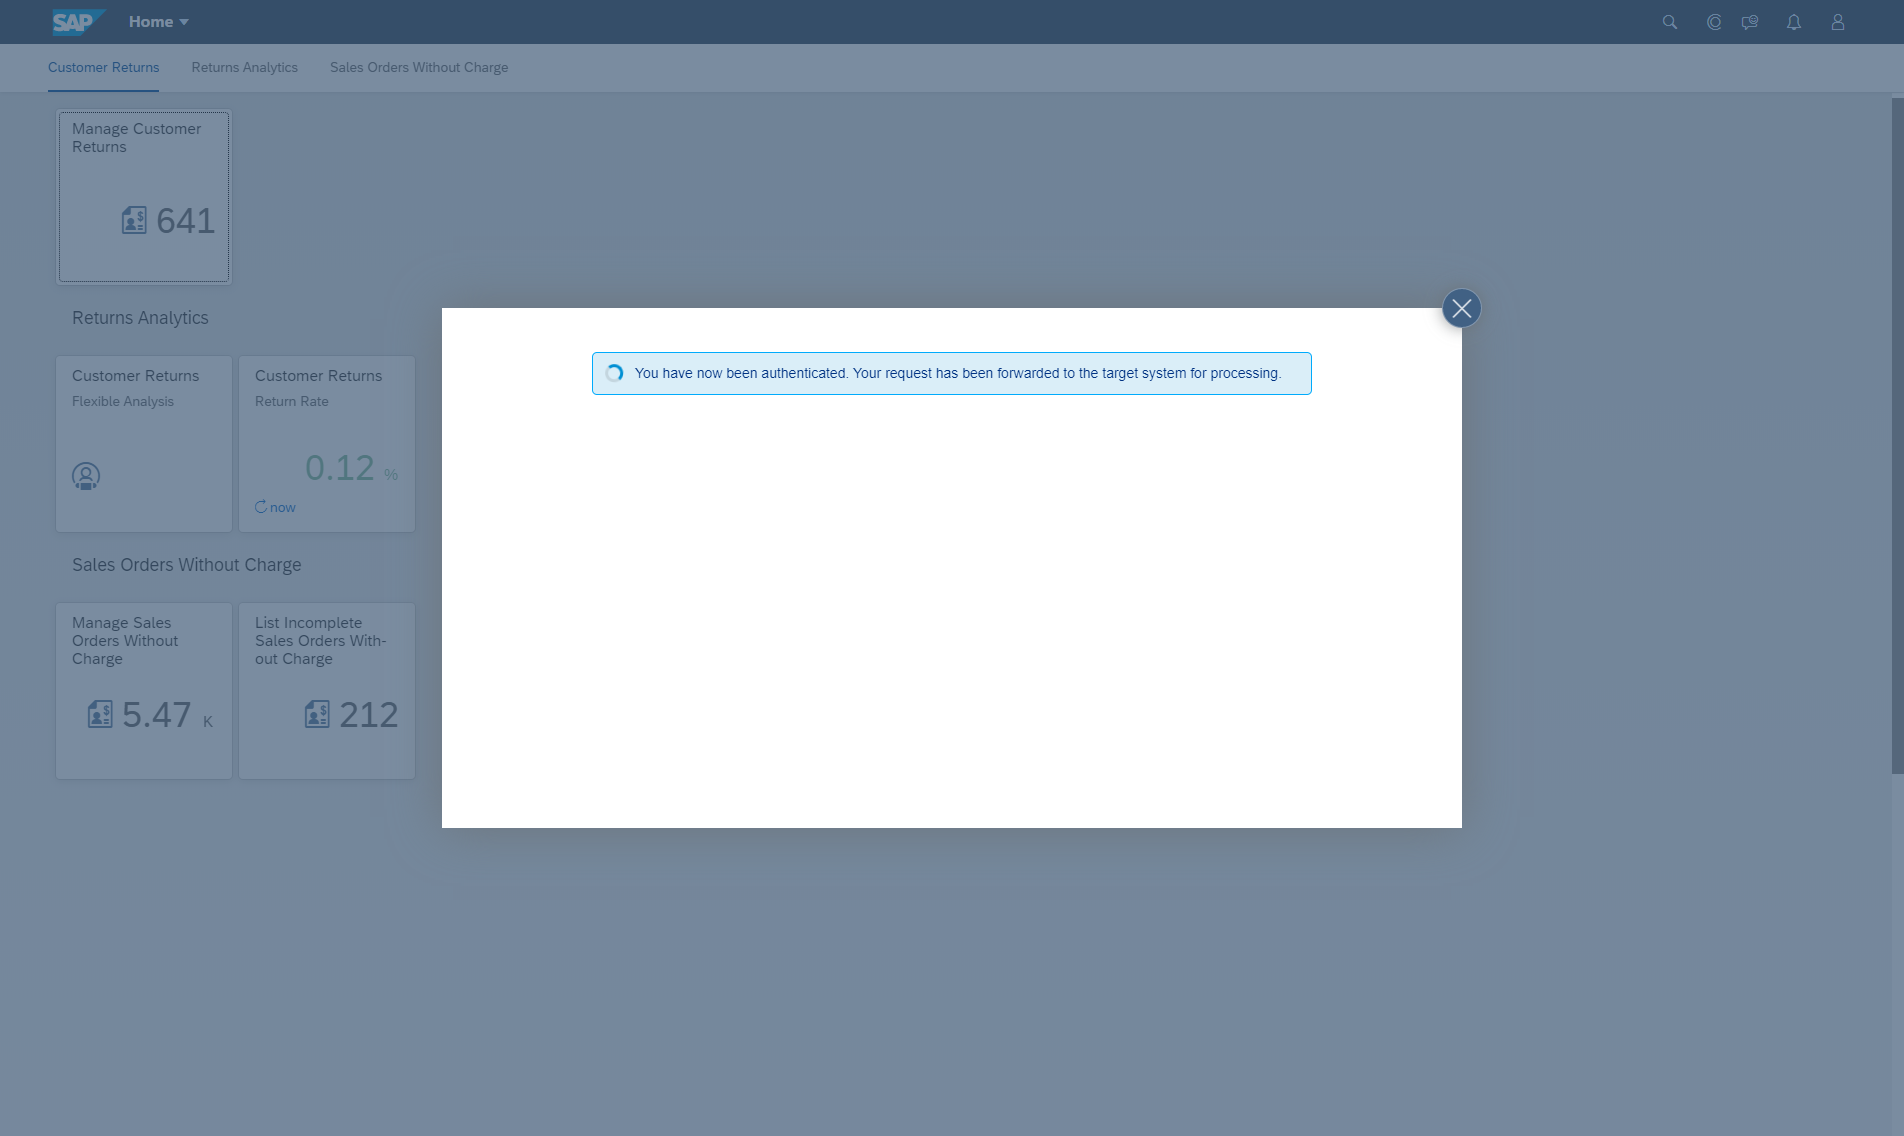 SAP Home
Customer Returns Returns Analytics Sales Orders Without Charge
Manage Customer
Returns
$ 641
Returns Analytics
Customer Returns
Flexible Analysis
Customer Returns
Return Rate
0.12 %
now
Sales Orders Without Charge
Manage Sales
Orders Without
Charge
$ 5.47 K
List Incomplete
Sales Orders With-
out Charge
$ 212
You have now been authenticated. Your request has been forwarded to the target system for processing.